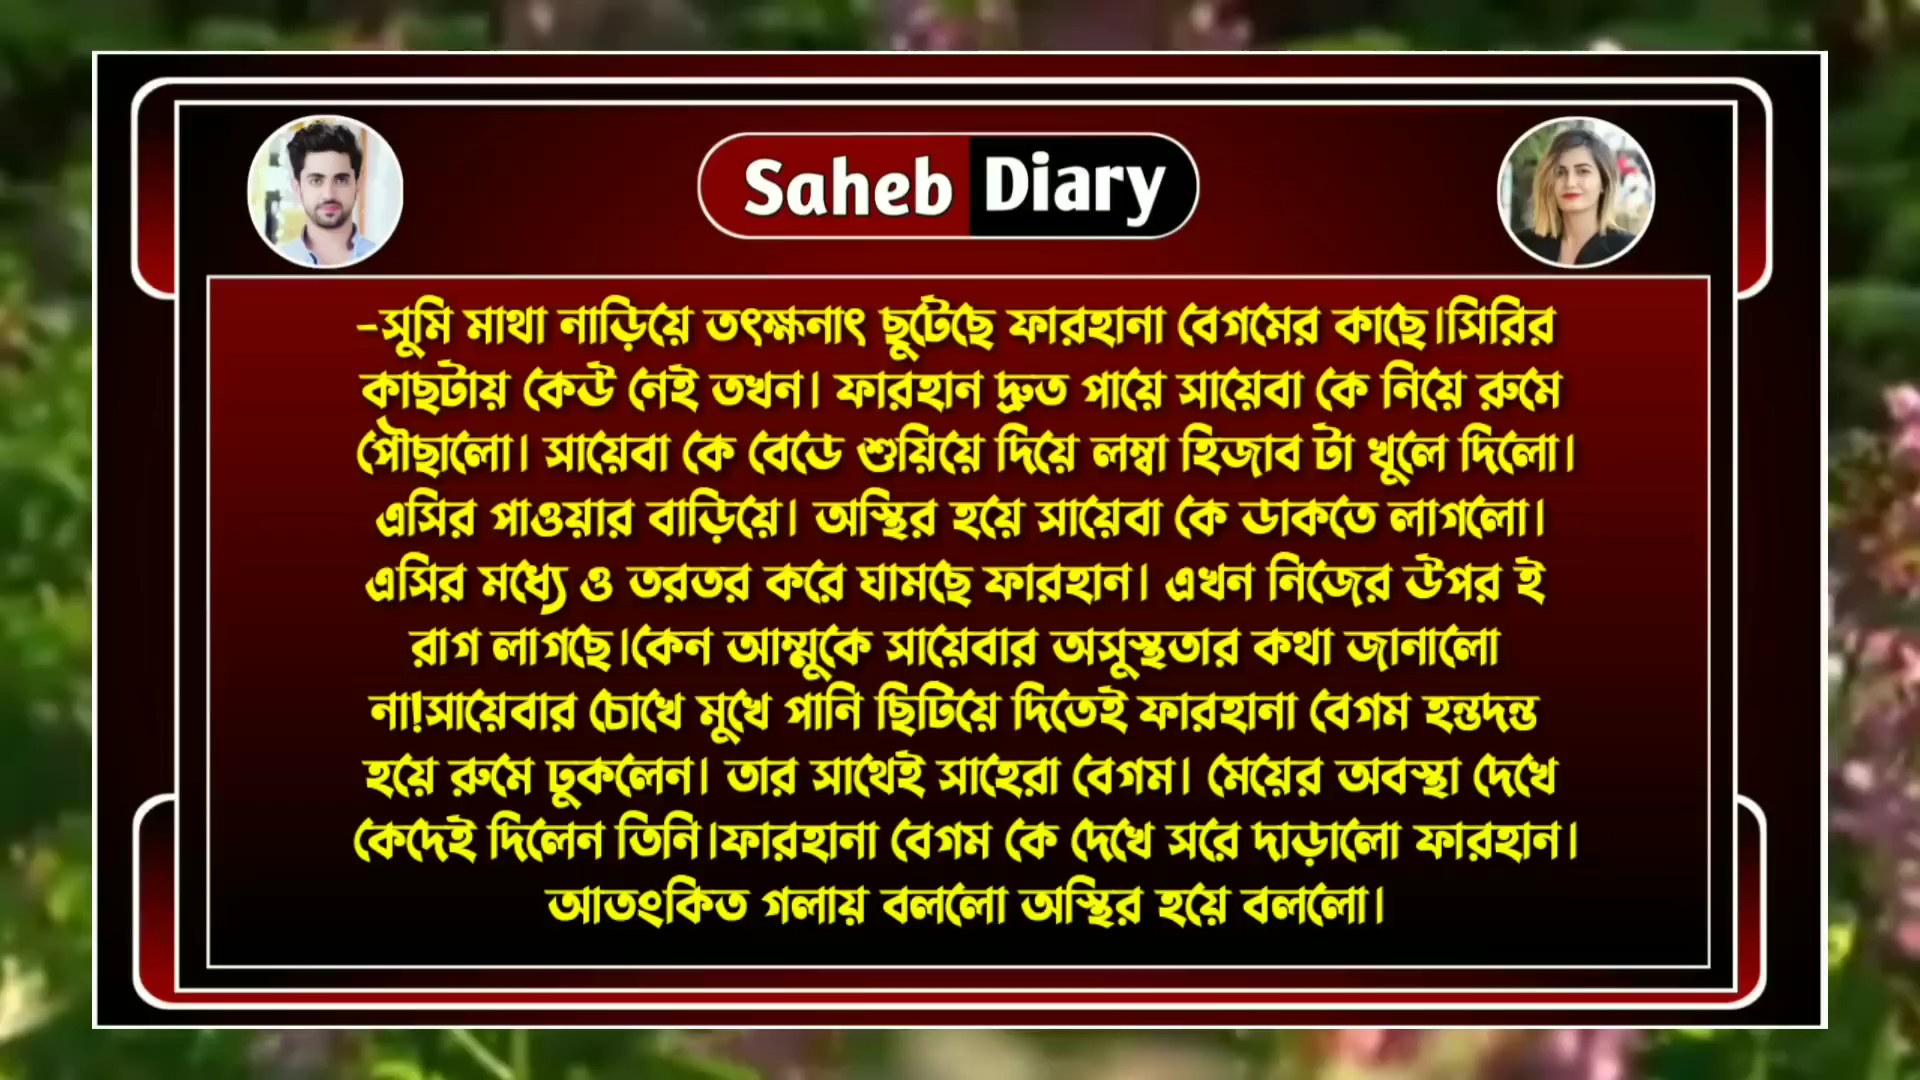 Saheb Diary
-সুমি মাথা নাড়িয়ে তৎক্ষনাৎ ছুটেছে ফারহানা বেগমের কাছে।সিরির
কাছটায় কেউ নেই তখন। ফারহান দ্রুত পায়ে সায়েবা কে নিয়ে রুমে
পৌছালো। সায়েবা কে বেডে শুয়িয়ে দিয়ে লম্বা হিজাব টা খুলে দিলো।
এসির পাওয়ার বাড়িয়ে। অস্থির হয়ে সায়েবা কে ডাকতে লাগলো।
এসির মধ্যে ও তরতর করে ঘামছে ফারহান। এখন নিজের উপর ই
রাগ লাগছে।কেন আম্মুকে সায়েবার অসুস্থতার কথা জানালো
না!সায়েবার চোখে মুখে পানি ছিটিয়ে দিতেই ফারহানা বেগম হন্তদন্ত
হয়ে রুমে ঢুকলেন। তার সাথেই সাহেরা বেগম। মেয়ের অবস্থা দেখে
কেদেই দিলেন তিনি।ফারহানা বেগম কে দেখে সরে দাড়ালো ফারহান।
আতংকিত গলায় বললো অস্থির হয়ে বললো।